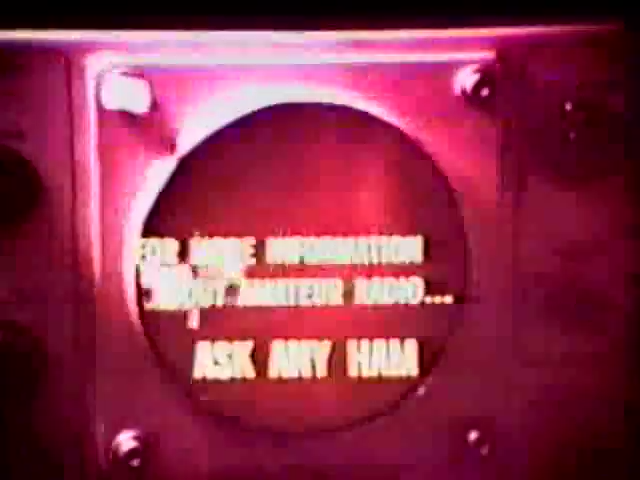 FOR MORE INFORMATION
ABOUT AMATEUR RADIO...
ASK ANY HAM